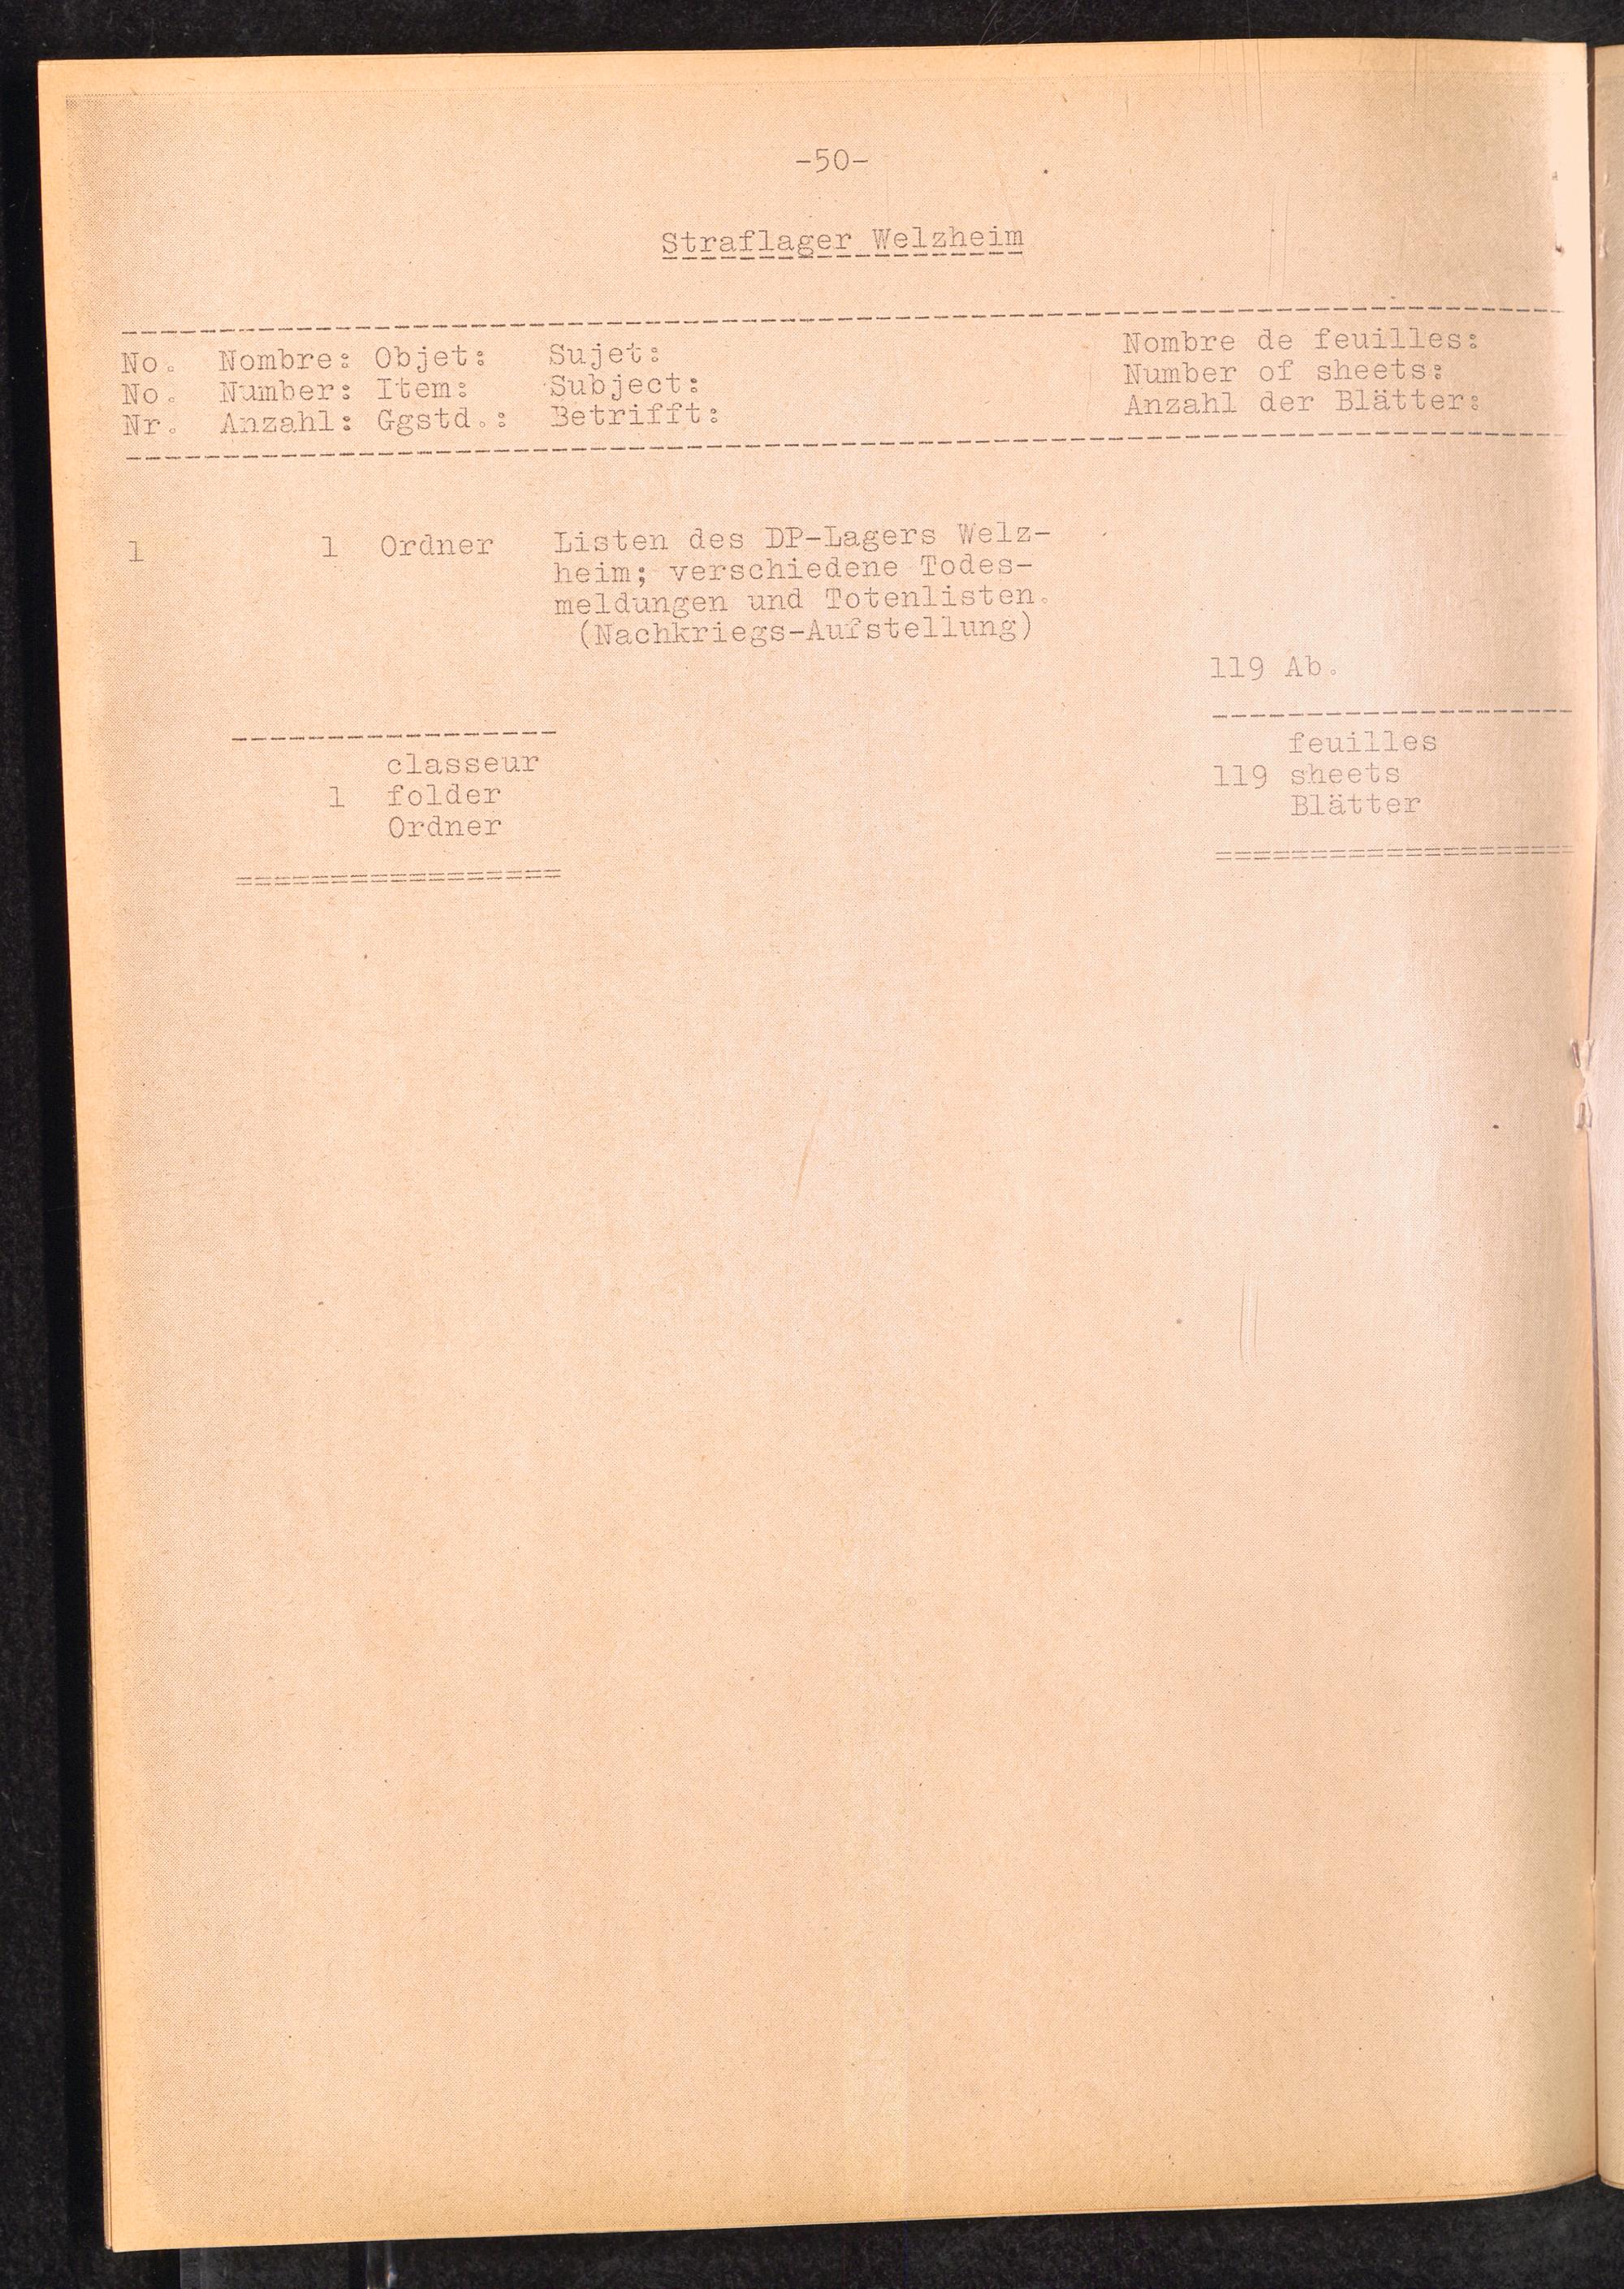 -50-
Straflager Welzheim
No. Nombre: Objet: Sujet: Nombre de feuilles:
No. Number: Item: Subject: Number of sheets:
Nr. Anzahl: Ggstd.: Betrifft: Anzahl der Blätter:
1 1 Ordner Listen des DP-Lagers Welz-
heim; verschiedene Todes-
meldungen und Totenlisten.
(Nachkriegs-Aufstellung)
119 Ab.
classeur feuilles
1 folder 119 sheets
Ordner Blätter